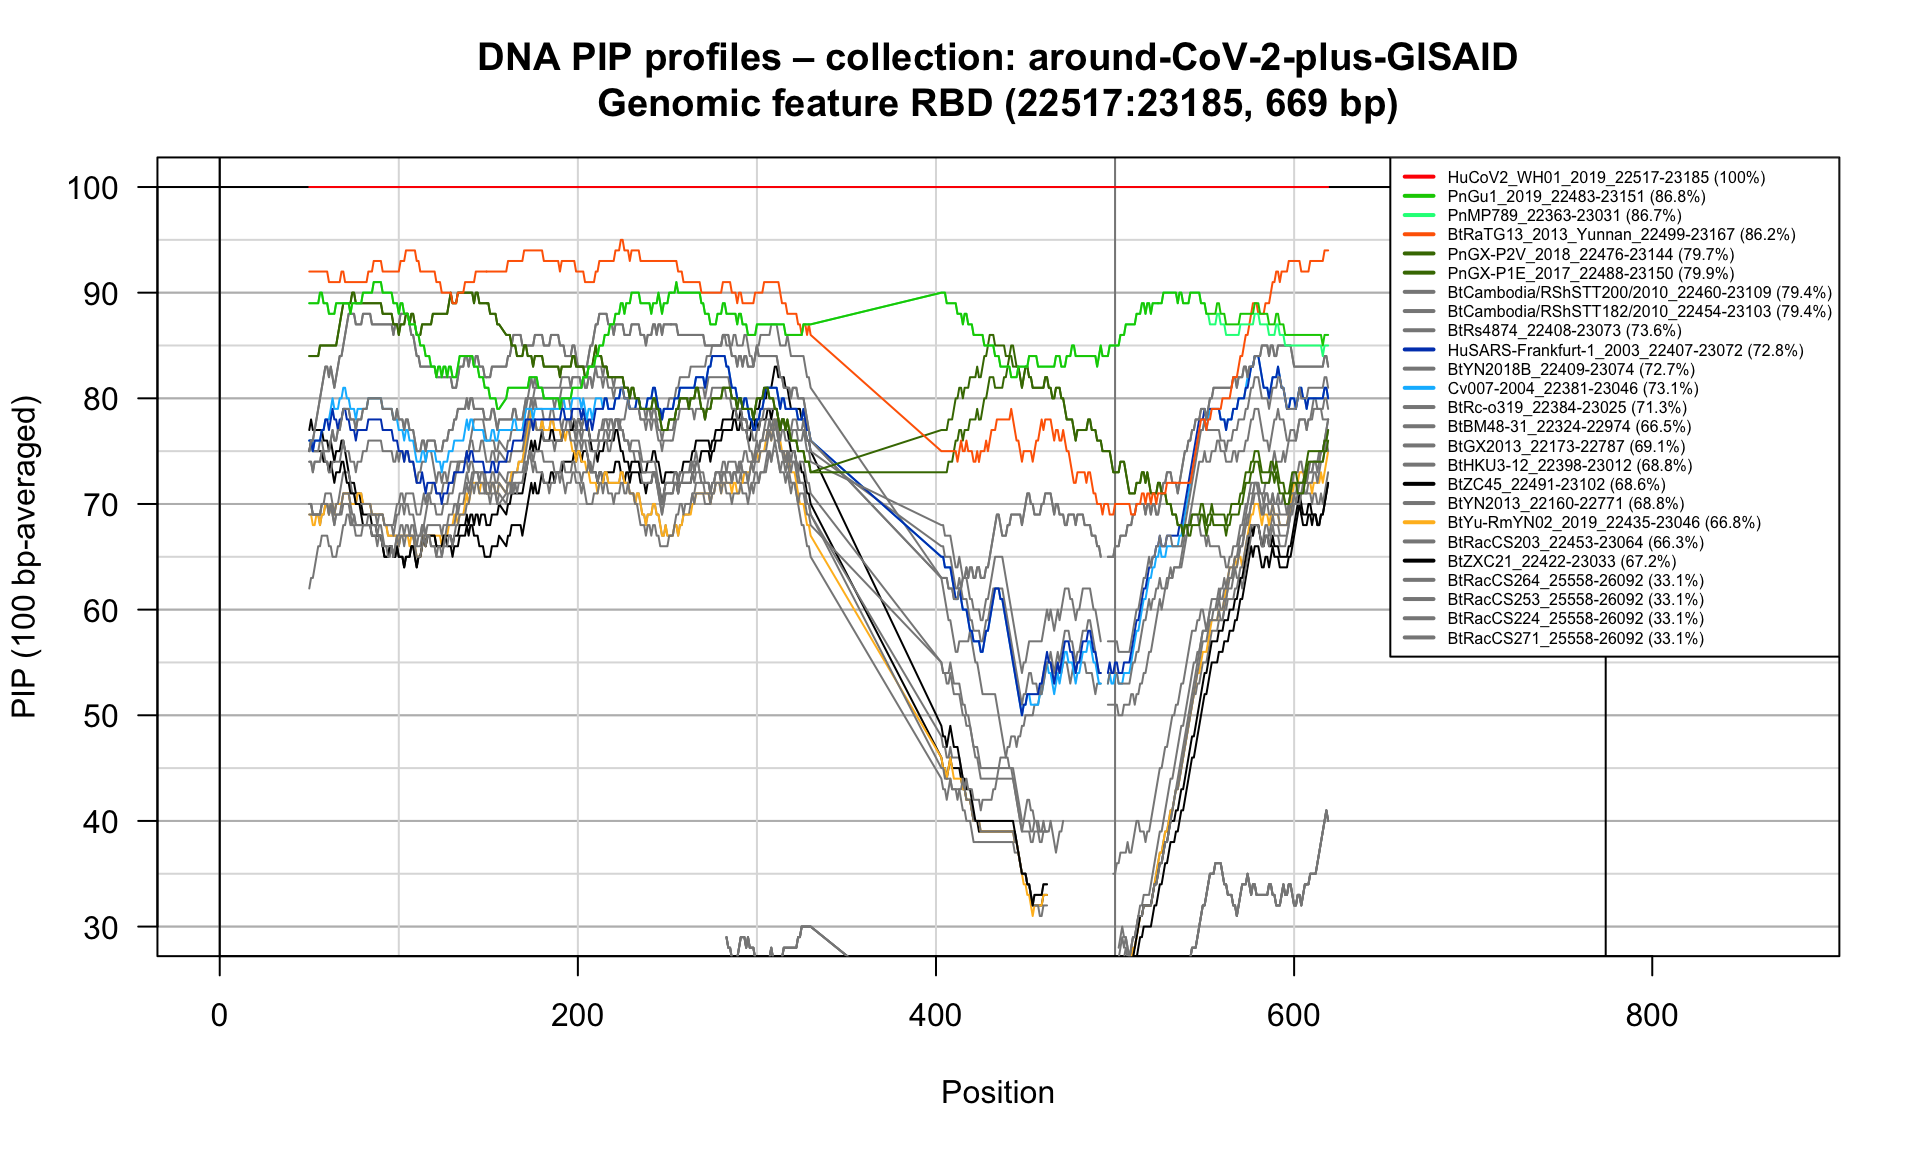 DNA PIP profiles – collection: around-CoV-2-plus-GISAID
Genomic feature RBD (22517:23185, 669 bp)
PIP (100 bp-averaged)
100
90
80
70
60
50
40
30
HuCoV2_WH01_2019_22517-23185 (100%)
PnGu1_2019_22483-23151 (86.8%)
PnMP789_22363-23031 (86.7%)
BtRaTG13_2013_Yunnan_22499-23167 (86.2%)
PnGX-P2V_2018_22476-23144 (79.7%)
PnGX-P1E_2017_22488-23150 (79.9%)
BtCambodia/RShSTT200/2010_22460-23109 (79.4%)
BtCambodia/RShSTT182/2010_22454-23103 (79.4%)
BtRs4874_22408-23073 (73.6%)
HuSARS-Frankfurt-1_2003_22407-23072 (72.8%)
BtYN2018B_22409-23074 (72.7%)
Cv007-2004_22381-23046 (73.1%)
BtRc-o319_22384-23025 (71.3%)
BtBM48-31_22324-22974 (66.5%)
BtGX2013_22173-22787 (69.1%)
BtHKU3-12_22398-23012 (68.8%)
BtZC45_22491-23102 (68.6%)
BtYN2013_22160-22771 (68.8%)
BtYu-RmYN02_2019_22435-23046 (66.8%)
BtRacCS203_22453-23064 (66.3%)
BtZXC21_22422-23033 (67.2%)
BtRacCS264_25558-26092 (33.1%)
BtRacCS253_25558-26092 (33.1%)
BtRacCS224_25558-26092 (33.1%)
BtRacCS271_25558-26092 (33.1%)
0 200 400 600 800
Position